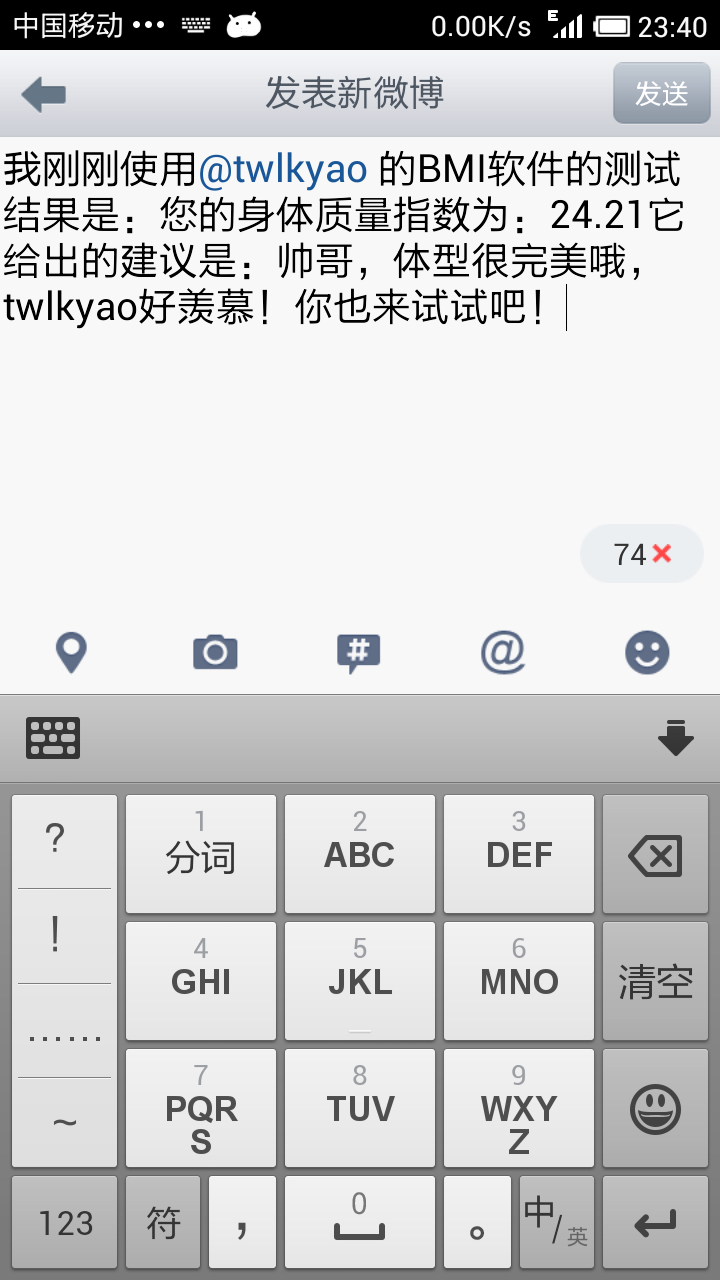 中国移动 ••• 0.00K/s E 23:40
发表新微博 发送
我刚刚使用@twlkyao 的BMI软件的测试
结果是：您的身体质量指数为：24.21它
给出的建议是：帅哥，体型很完美哦，
twlkyao好羡慕！你也来试试吧！
74
#
@
?
!
......
~
1
分词
2
ABC
3
DEF
4
GHI
5
JKL
6
MNO
清空
7
PQR
S
8
TUV
9
WXY
Z
123
符
，
0
。
中/英